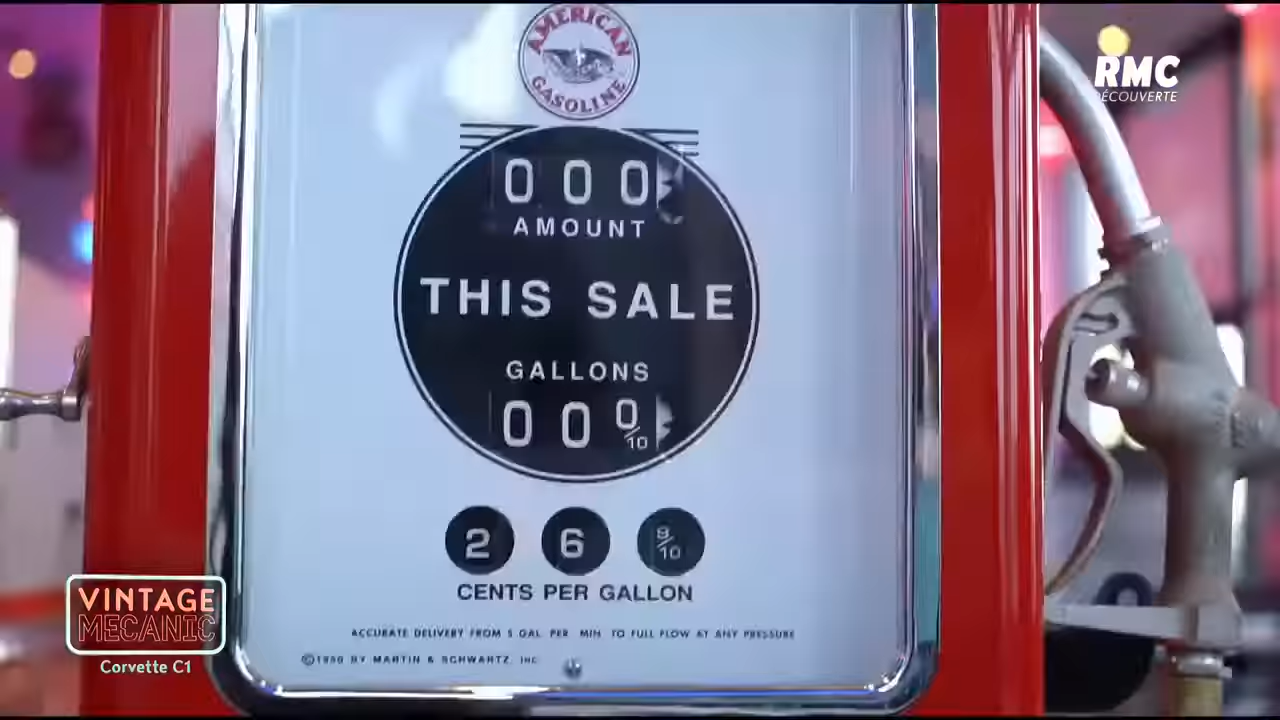 AMERICAN
GASOLINE
RMC
DÉCOUVERTE
000
AMOUNT
THIS SALE
GALLONS
00 0/10
2 6 9/10
CENTS PER GALLON
ACCURATE DELIVERY FROM 5 GAL. PER. MIN. TO FULL FLOW AT ANY PRESSURE
©1950 BY MARTIN & SCHWARTZ, INC.
VINTAGE
MECANIC
Corvette C1